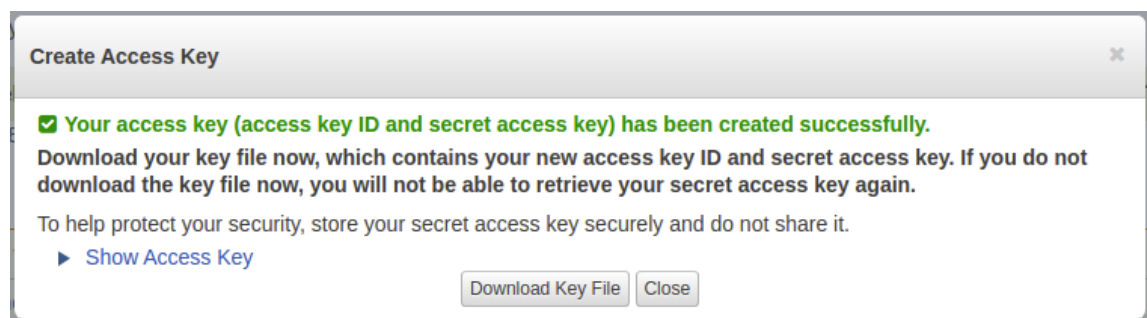 Create Access Key
Your access key (access key ID and secret access key) has been created successfully.
Download your key file now, which contains your new access key ID and secret access key. If you do not
download the key file now, you will not be able to retrieve your secret access key again.
To help protect your security, store your secret access key securely and do not share it.
Show Access Key
Download Key File Close